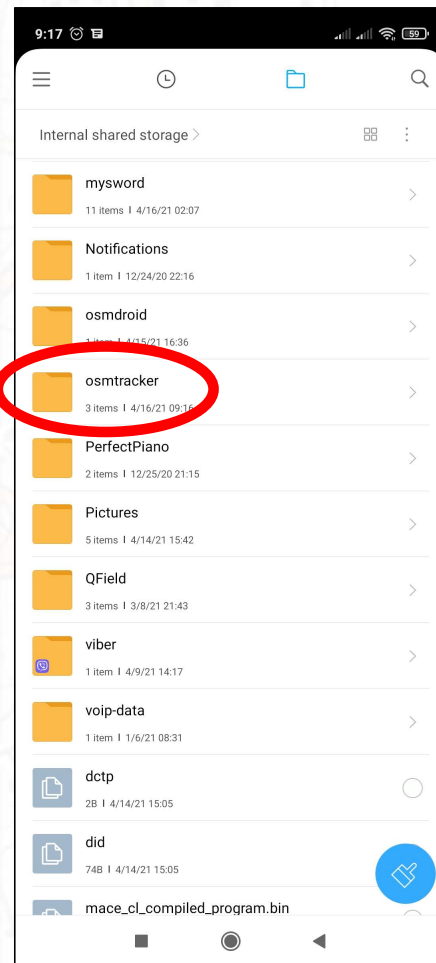 9:17
59
Internal shared storage >
mysword
11 items I 4/16/21 02:07
Notifications
1 item I 12/24/20 22:16
osmdroid
1 item I 4/15/21 16:36
osmtracker
3 items I 4/16/21 09:16
PerfectPiano
2 items I 12/25/20 21:15
Pictures
5 items I 4/14/21 15:42
QField
3 items I 3/8/21 21:43
viber
1 item I 4/9/21 14:17
voip-data
1 item I 1/6/21 08:31
dctp
2B I 4/14/21 15:05
did
74B I 4/14/21 15:05
mace_cl_compiled_program.bin